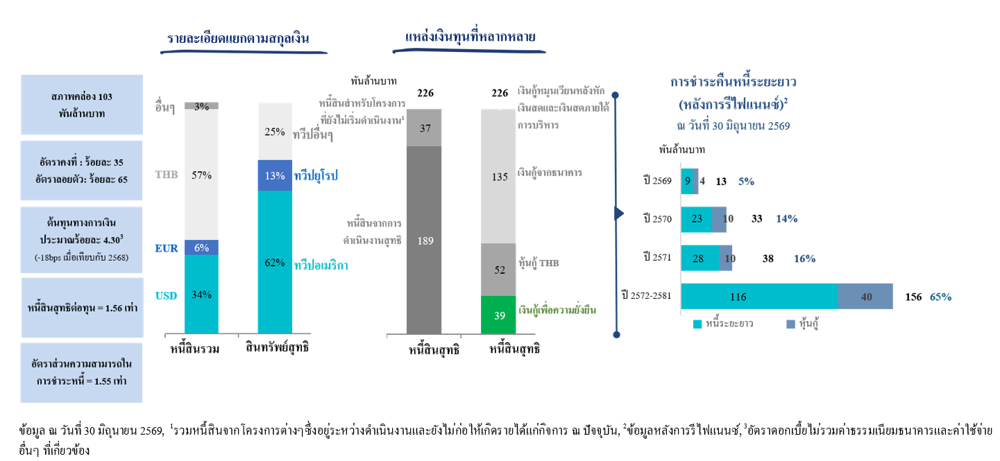 รายละเอียดแยกตามสกุลเงิน
แหล่งเงินทุนที่หลากหลาย
สภาพคล่อง 103
พันล้านบาท
อัตราคงที่ : ร้อยละ 35
อัตราลอยตัว: ร้อยละ 65
ต้นทุนทางการเงิน
ประมาณร้อยละ 4.30³
(-18bps เมื่อเทียบกับ 2568)
หนี้สินสุทธิต่อทุน = 1.56 เท่า
อัตราส่วนความสามารถใน
การชำระหนี้ = 1.55 เท่า
อื่นๆ
3%
THB
57%
EUR
6%
USD
34%
หนี้สินรวม
25%
ทวีปอื่นๆ
13%
ทวีปยุโรป
62%
ทวีปอเมริกา
สินทรัพย์สุทธิ
พันล้านบาท
226
หนี้สินสำหรับโครงการ
ที่ยังไม่เริ่มดำเนินงาน¹
37
หนี้สินจากการ
ดำเนินงานสุทธิ
189
หนี้สินสุทธิ
226
เงินกู้หมุนเวียนหลังหัก
เงินสดและเงินสดภายใต้
การบริหาร
135
เงินกู้จากธนาคาร
52
หุ้นกู้ THB
39
เงินกู้เพื่อความยั่งยืน
หนี้สินสุทธิ
การชำระคืนหนี้ระยะยาว
(หลังการรีไฟแนนซ์)²
ณ วันที่ 30 มิถุนายน 2569
พันล้านบาท
ปี 2569 9 4 13 5%
ปี 2570 23 10 33 14%
ปี 2571 28 10 38 16%
ปี 2572-2581 116 40 156 65%
หนี้ระยะยาว หุ้นกู้
ข้อมูล ณ วันที่ 30 มิถุนายน 2569, ¹รวมหนี้สินจากโครงการต่างๆซึ่งอยู่ระหว่างดำเนินงานและยังไม่ก่อให้เกิดรายได้แก่กิจการ ณ ปัจจุบัน, ²ข้อมูลหลังการรีไฟแนนซ์, ³อัตราดอกเบี้ยไม่รวมค่าธรรมเนียมธนาคารและค่าใช้จ่าย
อื่นๆ ที่เกี่ยวข้อง